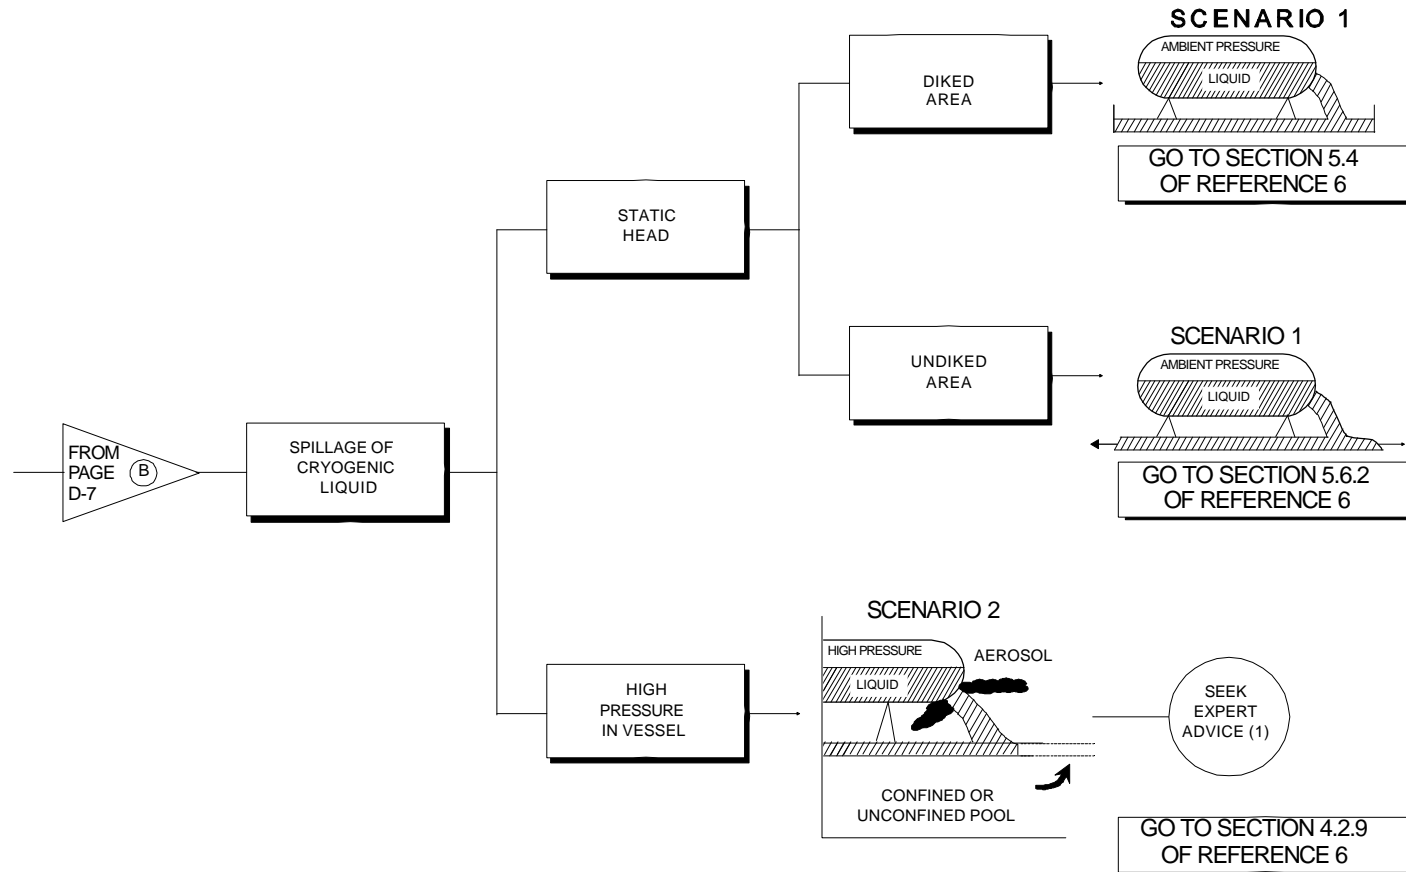 SCENARIO 1
AMBIENT PRESSURE
LIQUID
DIKED
AREA
GO TO SECTION 5.4
OF REFERENCE 6
STATIC
HEAD
SCENARIO 1
AMBIENT PRESSURE
LIQUID
UNDIKED
AREA
GO TO SECTION 5.6.2
OF REFERENCE 6
FROM
PAGE
D-7
B
SPILLAGE OF
CRYOGENIC
LIQUID
SCENARIO 2
HIGH PRESSURE
LIQUID
AEROSOL
HIGH
PRESSURE
IN VESSEL
CONFINED OR
UNCONFINED POOL
SEEK
EXPERT
ADVICE (1)
GO TO SECTION 4.2.9
OF REFERENCE 6